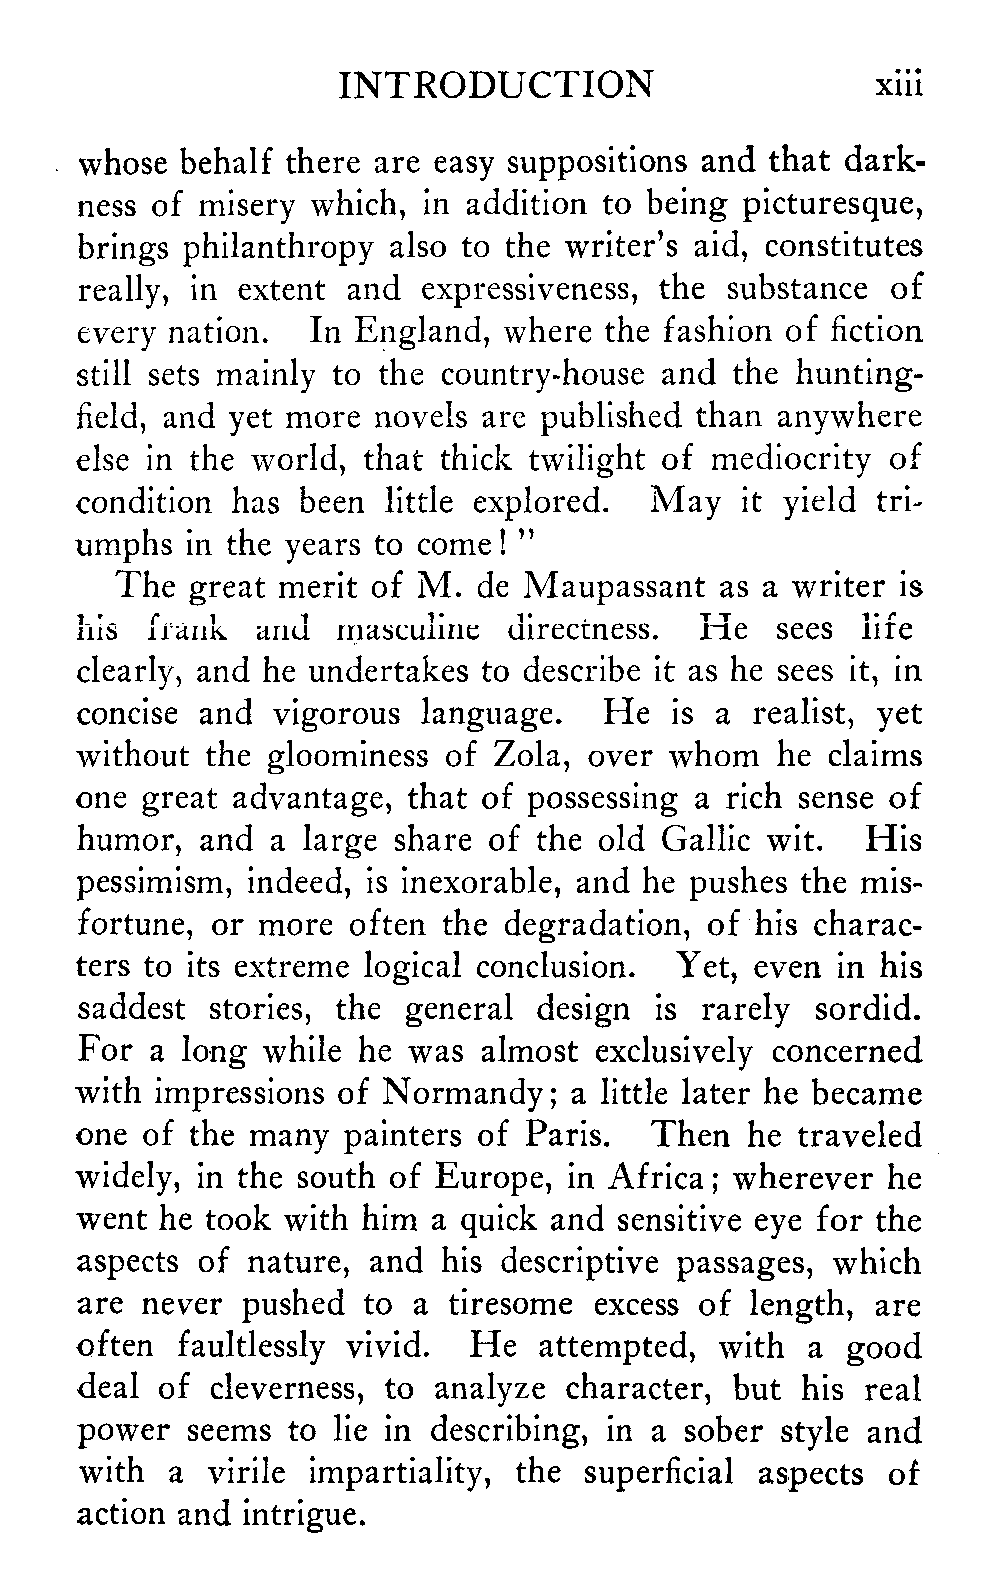 INTRODUCTION xiii
whose behalf there are easy suppositions and that dark-
ness of misery which, in addition to being picturesque,
brings philanthropy also to the writer's aid, constitutes
really, in extent and expressiveness, the substance of
every nation. In England, where the fashion of fiction
still sets mainly to the country-house and the hunting-
field, and yet more novels are published than anywhere
else in the world, that thick twilight of mediocrity of
condition has been little explored. May it yield tri-
umphs in the years to come! "
The great merit of M. de Maupassant as a writer is
his frank and masculine directness. He sees life
clearly, and he undertakes to describe it as he sees it, in
concise and vigorous language. He is a realist, yet
without the gloominess of Zola, over whom he claims
one great advantage, that of possessing a rich sense of
humor, and a large share of the old Gallic wit. His
pessimism, indeed, is inexorable, and he pushes the mis-
fortune, or more often the degradation, of his charac-
ters to its extreme logical conclusion. Yet, even in his
saddest stories, the general design is rarely sordid.
For a long while he was almost exclusively concerned
with impressions of Normandy; a little later he became
one of the many painters of Paris. Then he traveled
widely, in the south of Europe, in Africa; wherever he
went he took with him a quick and sensitive eye for the
aspects of nature, and his descriptive passages, which
are never pushed to a tiresome excess of length, are
often faultlessly vivid. He attempted, with a good
deal of cleverness, to analyze character, but his real
power seems to lie in describing, in a sober style and
with a virile impartiality, the superficial aspects of
action and intrigue.